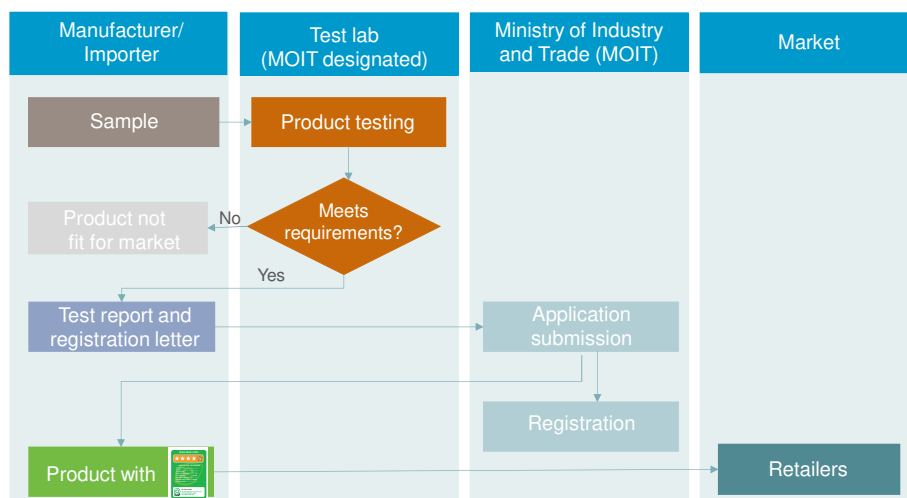 Manufacturer/
Importer
Test lab
(MOIT designated)
Ministry of Industry
and Trade (MOIT)
Market
Sample
Product testing
Product not
fit for market
No
Meets
requirements?
Yes
Test report and
registration letter
Application
submission
Registration
Product with
Retailers